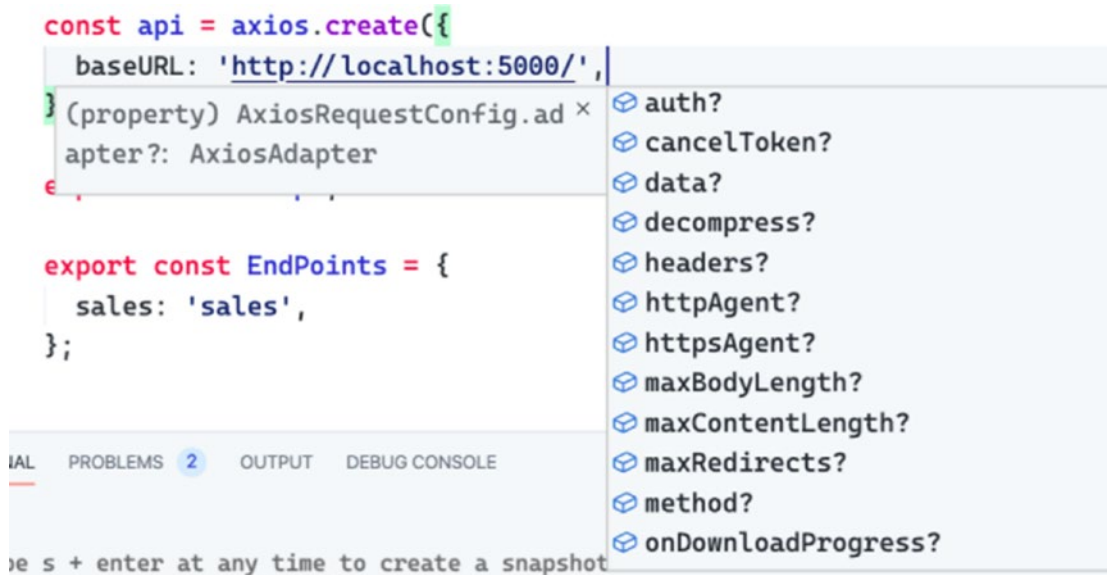 const api = axios.create({
baseURL: 'http://localhost:5000/',
}
(property) AxiosRequestConfig.ad ×
apter?: AxiosAdapter
auth?
cancelToken?
data?
decompress?
headers?
httpAgent?
httpsAgent?
maxBodyLength?
maxContentLength?
maxRedirects?
method?
onDownloadProgress?
export const EndPoints = {
sales: 'sales',
};
NAL PROBLEMS 2 OUTPUT DEBUG CONSOLE
pe s + enter at any time to create a snapshot